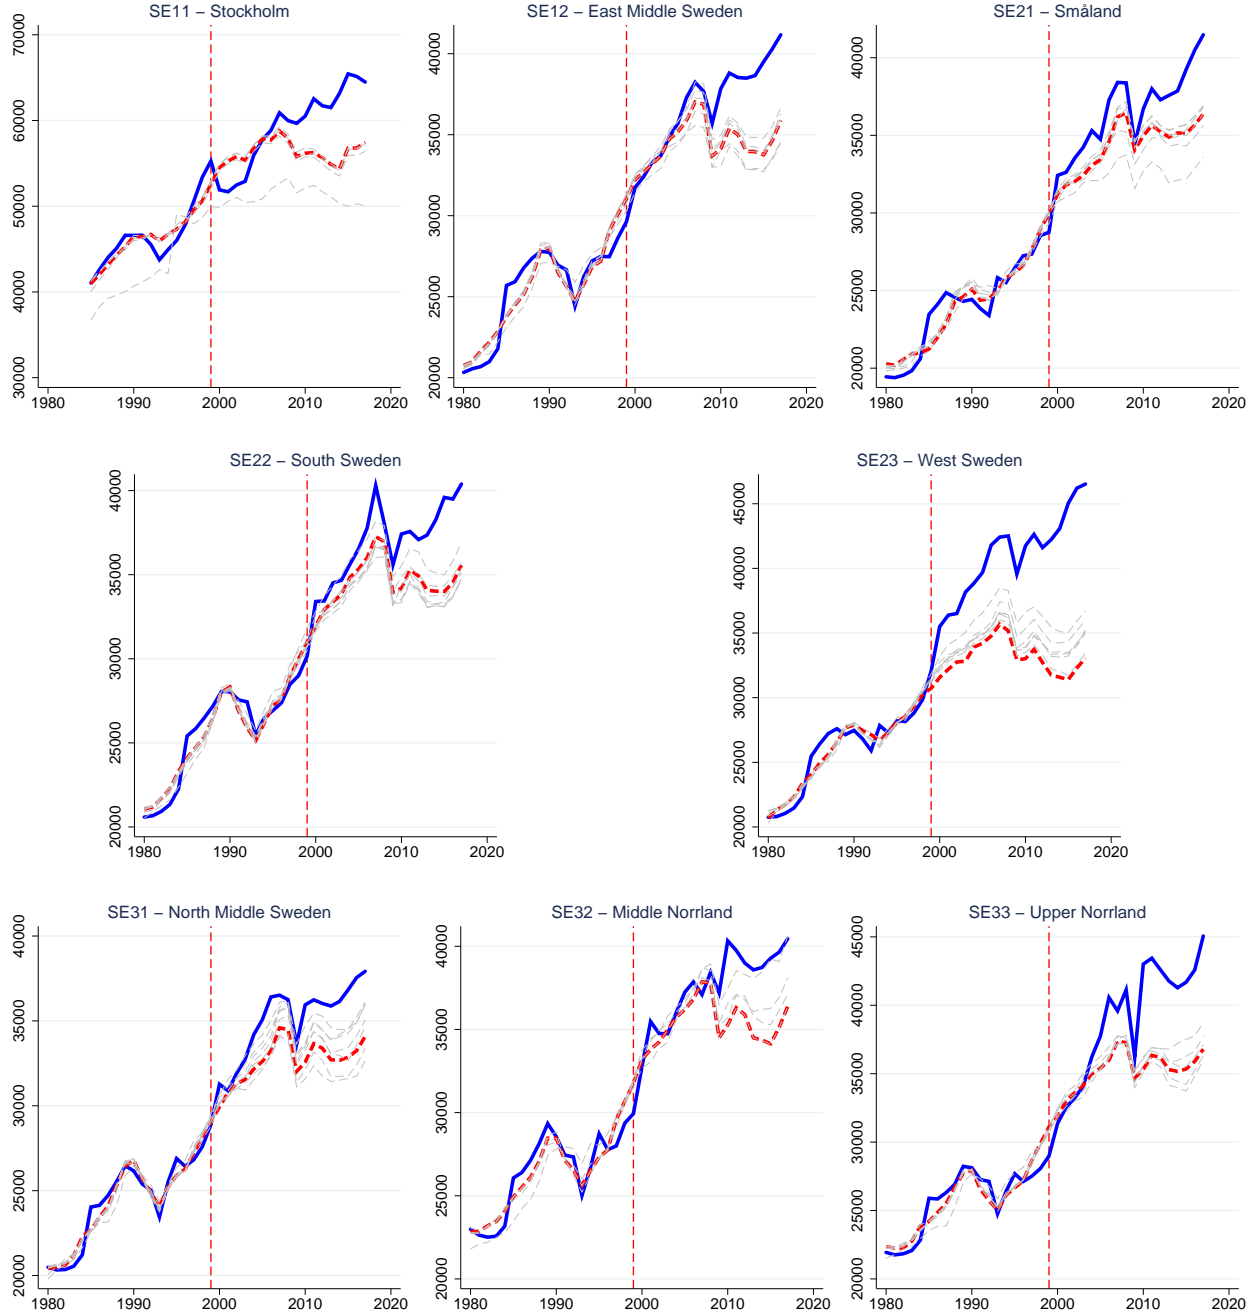 SE11 – Stockholm
70000
60000
50000
40000
30000
1980 1990 2000 2010 2020
SE12 – East Middle Sweden
40000
35000
30000
25000
20000
1980 1990 2000 2010 2020
SE21 – Småland
40000
35000
30000
25000
20000
1980 1990 2000 2010 2020
SE22 – South Sweden
40000
35000
30000
25000
20000
1980 1990 2000 2010 2020
SE23 – West Sweden
45000
40000
35000
30000
25000
20000
1980 1990 2000 2010 2020
SE31 – North Middle Sweden
40000
35000
30000
25000
20000
1980 1990 2000 2010 2020
SE32 – Middle Norrland
40000
35000
30000
25000
20000
1980 1990 2000 2010 2020
SE33 – Upper Norrland
45000
40000
35000
30000
25000
20000
1980 1990 2000 2010 2020